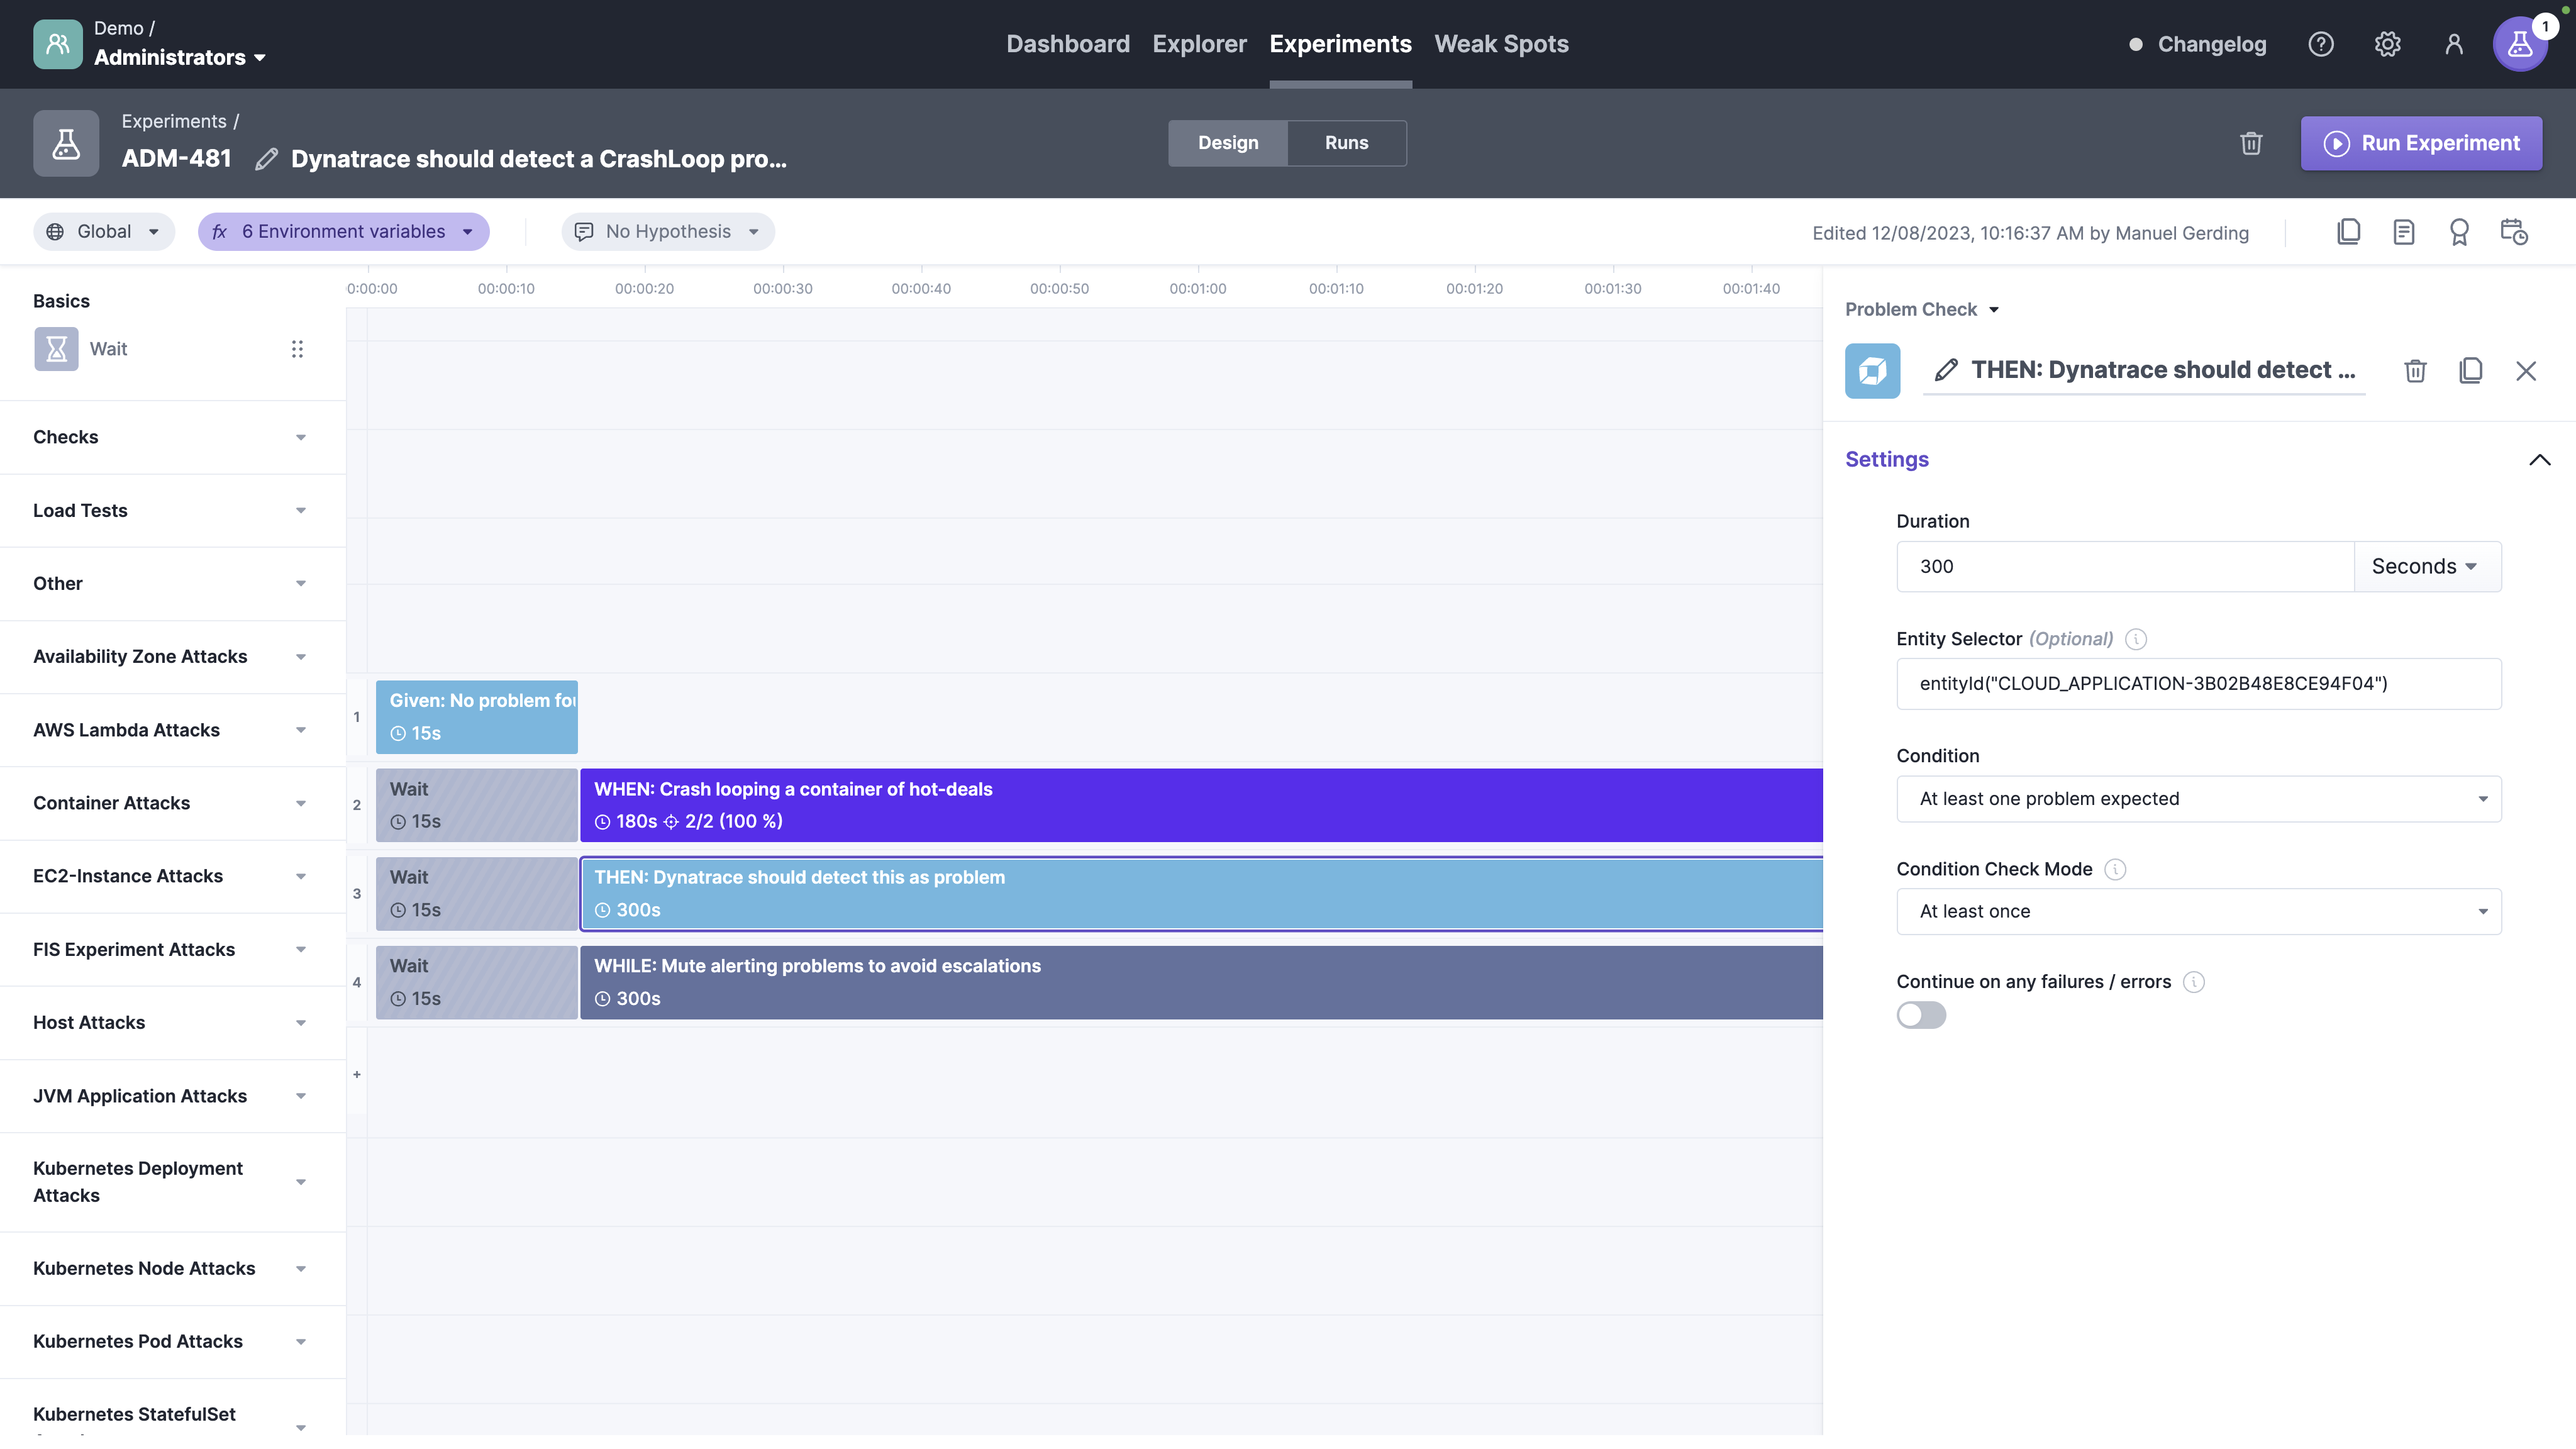 Demo /
Administrators
Dashboard Explorer Experiments Weak Spots
Changelog
1
Experiments /
ADM-481 Dynatrace should detect a CrashLoop pro...
Design Runs
Run Experiment
Global
fx 6 Environment variables
No Hypothesis
Edited 12/08/2023, 10:16:37 AM by Manuel Gerding
Basics
Wait
Checks
Load Tests
Other
Availability Zone Attacks
AWS Lambda Attacks
Container Attacks
EC2-Instance Attacks
FIS Experiment Attacks
Host Attacks
JVM Application Attacks
Kubernetes Deployment
Attacks
Kubernetes Node Attacks
Kubernetes Pod Attacks
Kubernetes StatefulSet
0:00:00 00:00:10 00:00:20 00:00:30 00:00:40 00:00:50 00:01:00 00:01:10 00:01:20 00:01:30 00:01:40
1
Given: No problem fou
15s
2
Wait
15s
WHEN: Crash looping a container of hot-deals
180s 2/2 (100 %)
3
Wait
15s
THEN: Dynatrace should detect this as problem
300s
4
Wait
15s
WHILE: Mute alerting problems to avoid escalations
300s
+
Problem Check
THEN: Dynatrace should detect ...
Settings
Duration
300 Seconds
Entity Selector (Optional)
entityId("CLOUD_APPLICATION-3B02B48E8CE94F04")
Condition
At least one problem expected
Condition Check Mode
At least once
Continue on any failures / errors